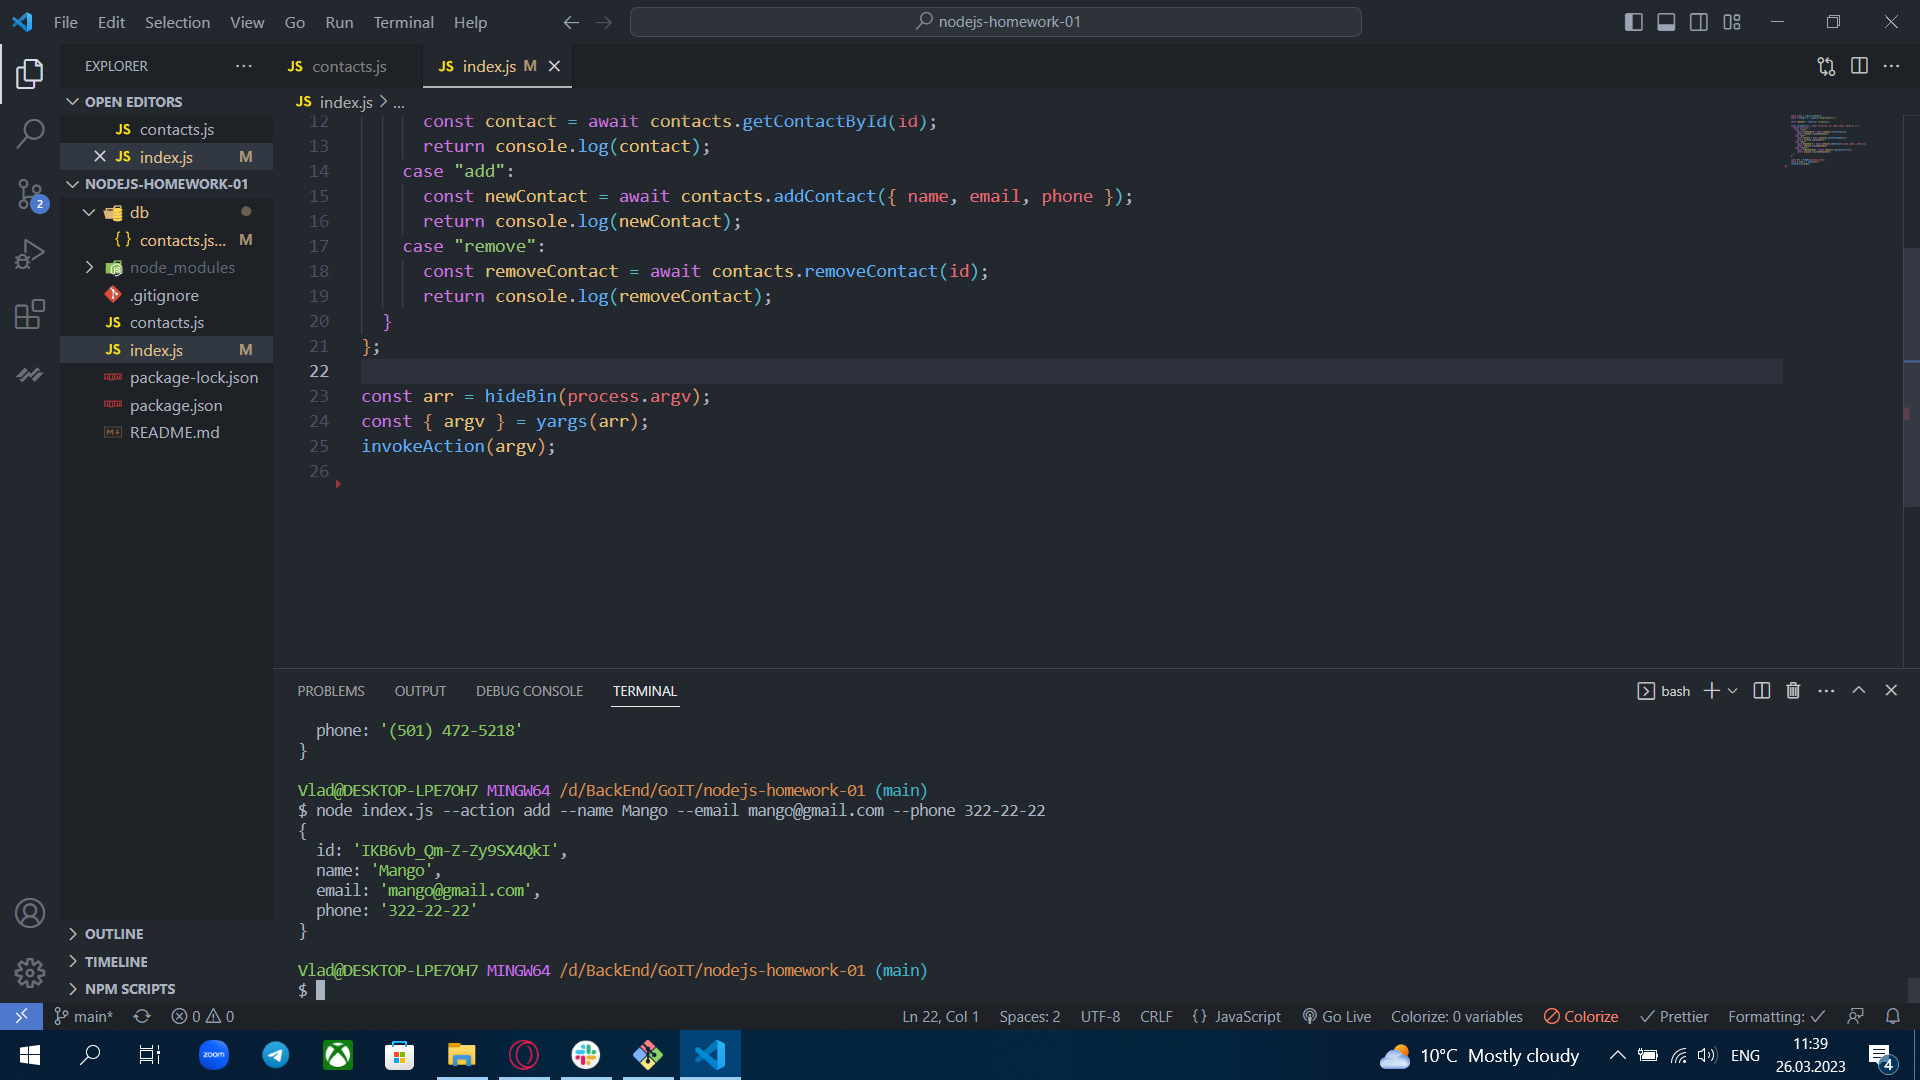 File Edit Selection View Go Run Terminal Help
nodejs-homework-01
EXPLORER
OPEN EDITORS
JS contacts.js
JS index.js M
NODEJS-HOMEWORK-01
db
{} contacts.js... M
node_modules
.gitignore
JS contacts.js
JS index.js M
package-lock.json
package.json
README.md
OUTLINE
TIMELINE
NPM SCRIPTS
JS contacts.js
JS index.js M
JS index.js > ...
12 const contact = await contacts.getContactById(id);
13 return console.log(contact);
14 case "add":
15 const newContact = await contacts.addContact({ name, email, phone });
16 return console.log(newContact);
17 case "remove":
18 const removeContact = await contacts.removeContact(id);
19 return console.log(removeContact);
20 }
21 };
22
23 const arr = hideBin(process.argv);
24 const { argv } = yargs(arr);
25 invokeAction(argv);
26
PROBLEMS OUTPUT DEBUG CONSOLE TERMINAL
bash
phone: '(501) 472-5218'
}
Vlad@DESKTOP-LPE7OH7 MINGW64 /d/BackEnd/GoIT/nodejs-homework-01 (main)
$ node index.js --action add --name Mango --email mango@gmail.com --phone 322-22-22
{
id: 'IKB6vb_Qm-Z-Zy9SX4QkI',
name: 'Mango',
email: 'mango@gmail.com',
phone: '322-22-22'
}
Vlad@DESKTOP-LPE7OH7 MINGW64 /d/BackEnd/GoIT/nodejs-homework-01 (main)
$
2
main* 0 0
Ln 22, Col 1 Spaces: 2 UTF-8 CRLF {} JavaScript Go Live Colorize: 0 variables Colorize Prettier Formatting:
zoom
10°C Mostly cloudy
ENG
11:39
26.03.2023
4